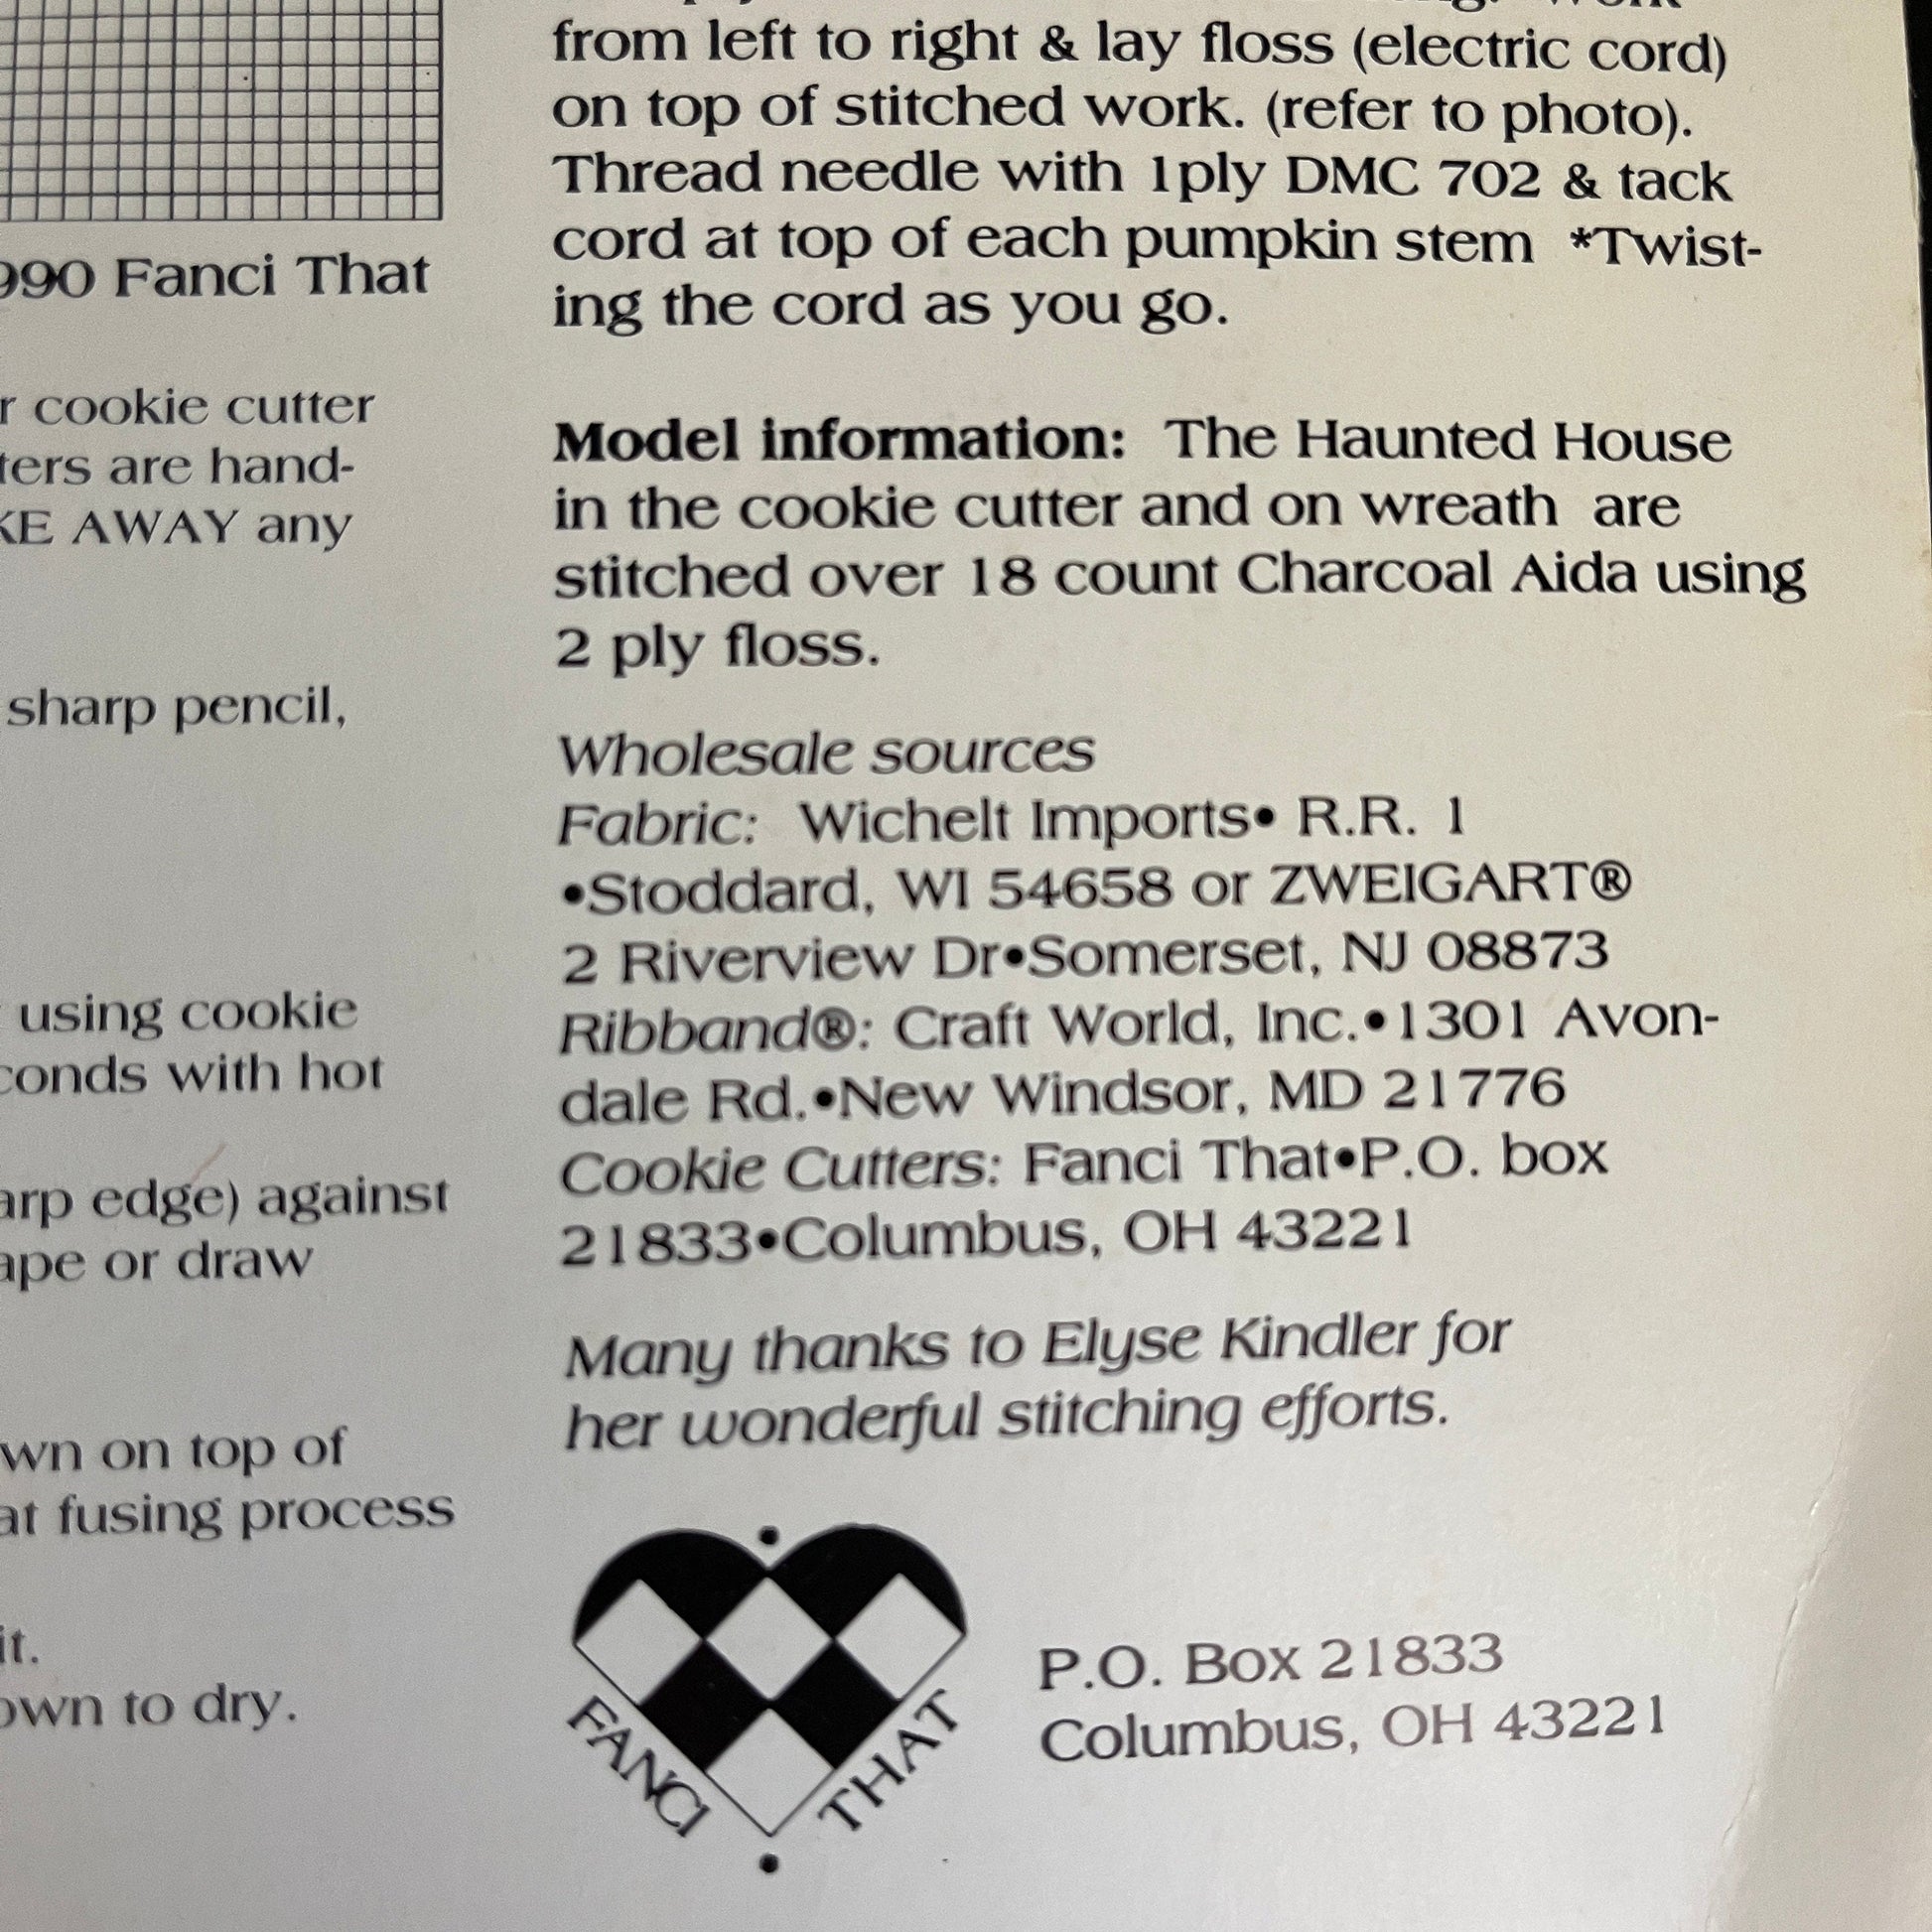 990 Fanci That
r cookie cutter
ters are hand-
KE AWAY any
sharp pencil,
using cookie
conds with hot
arp edge) against
ape or draw
wn on top of
at fusing process
it.
own to dry.
from left to right & lay floss (electric cord)
on top of stitched work. (refer to photo).
Thread needle with 1ply DMC 702 & tack
cord at top of each pumpkin stem *Twist-
ing the cord as you go.
Model information: The Haunted House
in the cookie cutter and on wreath are
stitched over 18 count Charcoal Aida using
2 ply floss.
Wholesale sources
Fabric: Wichelt Imports• R.R. 1
•Stoddard, WI 54658 or ZWEIGART®
2 Riverview Dr•Somerset, NJ 08873
Ribband®: Craft World, Inc.•1301 Avon-
dale Rd.•New Windsor, MD 21776
Cookie Cutters: Fanci That•P.O. box
21833•Columbus, OH 43221
Many thanks to Elyse Kindler for
her wonderful stitching efforts.
FANCI THAT
P.O. Box 21833
Columbus, OH 43221